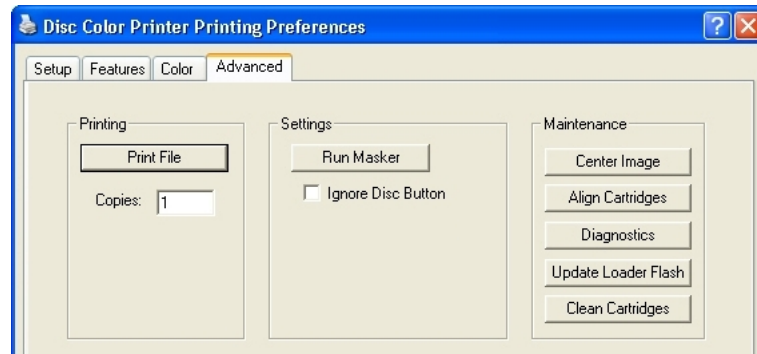 Disc Color Printer Printing Preferences
Setup Features Color Advanced
Printing
Print File
Copies: 1
Settings
Run Masker
Ignore Disc Button
Maintenance
Center Image
Align Cartridges
Diagnostics
Update Loader Flash
Clean Cartridges